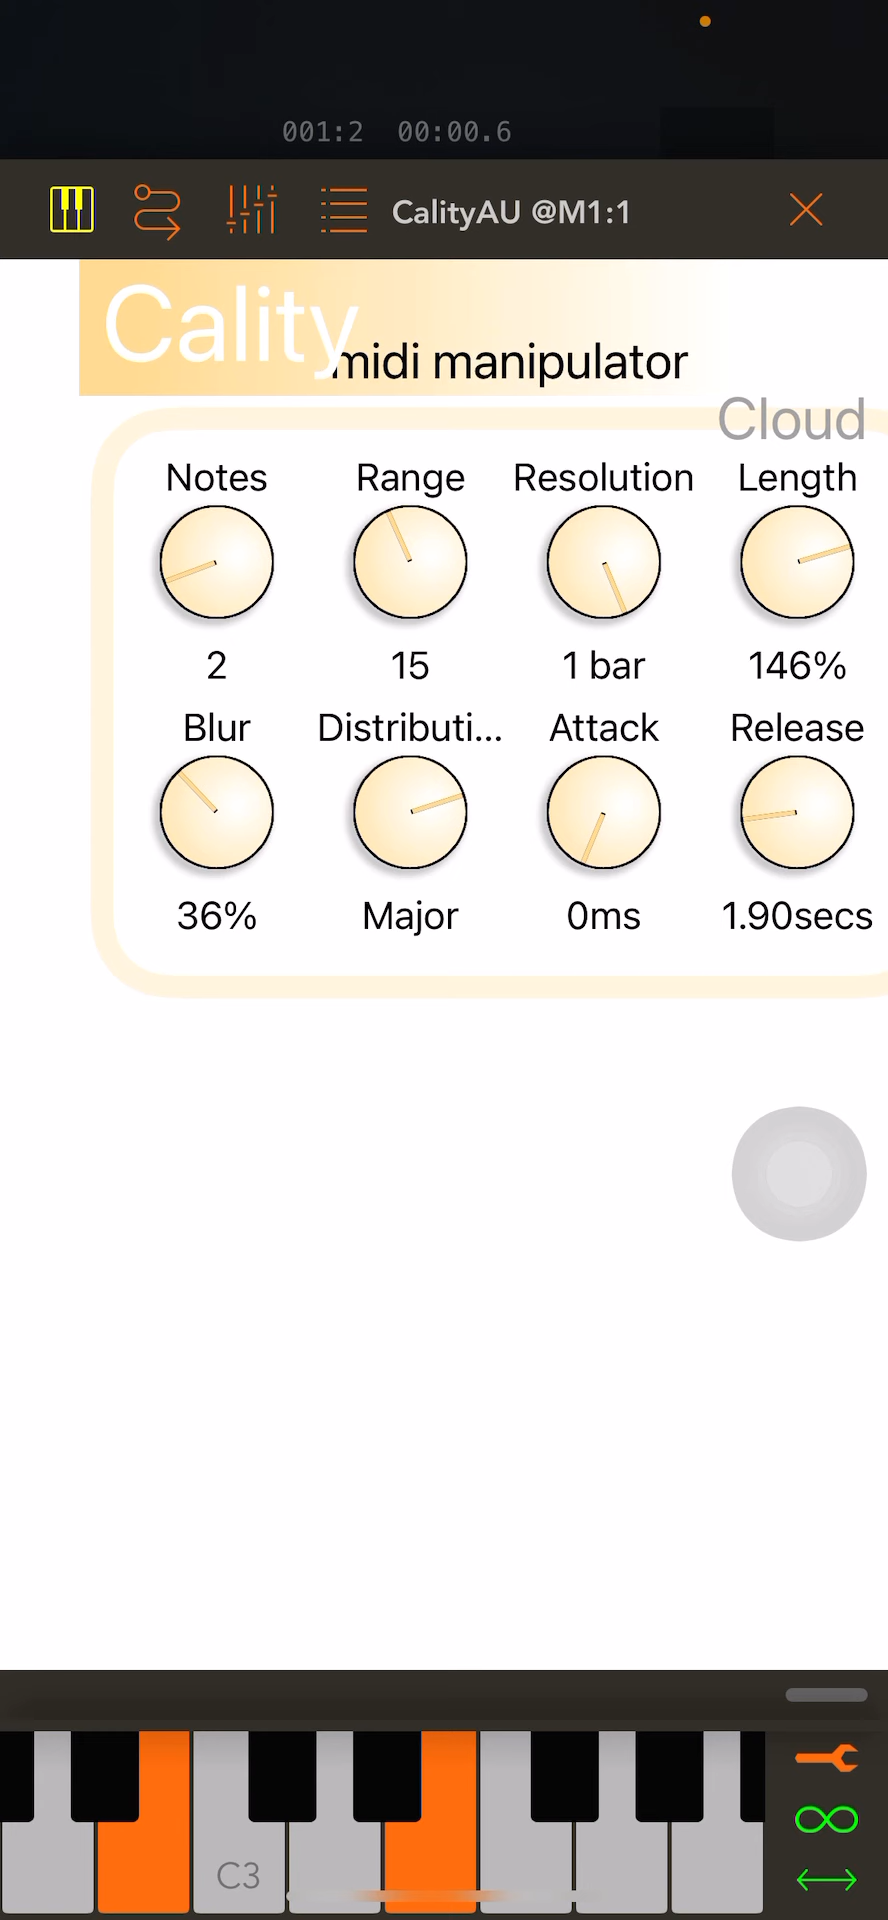 001:2 00:00.6
CalityAU @M1:1
Cality
midi manipulator
Cloud
Notes Range Resolution Length
2 15 1 bar 146%
Blur Distributi... Attack Release
36% Major 0ms 1.90secs
C3